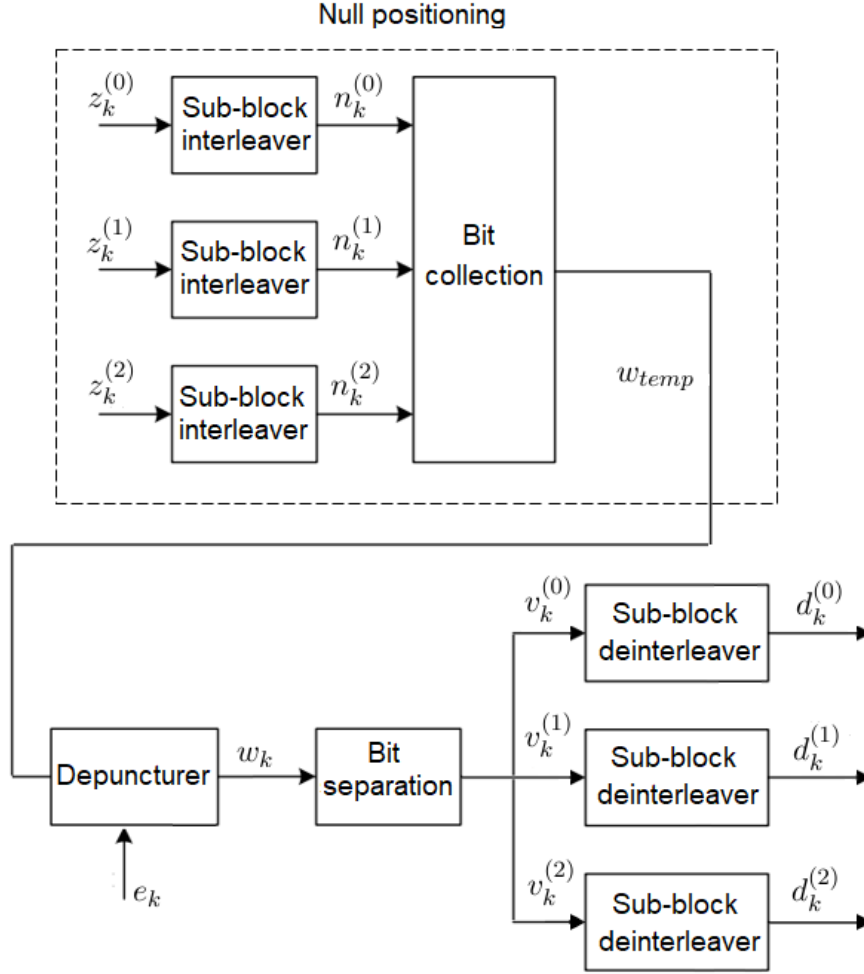 Null positioning
z_k^{(0)}
Sub-block
interleaver
n_k^{(0)}
z_k^{(1)}
Sub-block
interleaver
n_k^{(1)}
Bit
collection
z_k^{(2)}
Sub-block
interleaver
n_k^{(2)}
w_{temp}
Depuncturer
w_k
Bit
separation
e_k
v_k^{(0)}
Sub-block
deinterleaver
d_k^{(0)}
v_k^{(1)}
Sub-block
deinterleaver
d_k^{(1)}
v_k^{(2)}
Sub-block
deinterleaver
d_k^{(2)}